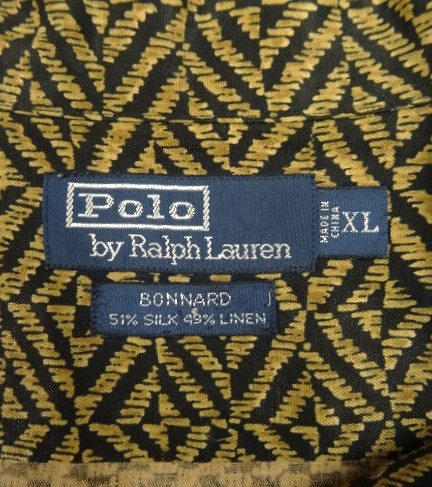 Polo
by Ralph Lauren
MADE IN
CHINA
XL
BONNARD
51% SILK 49% LINEN